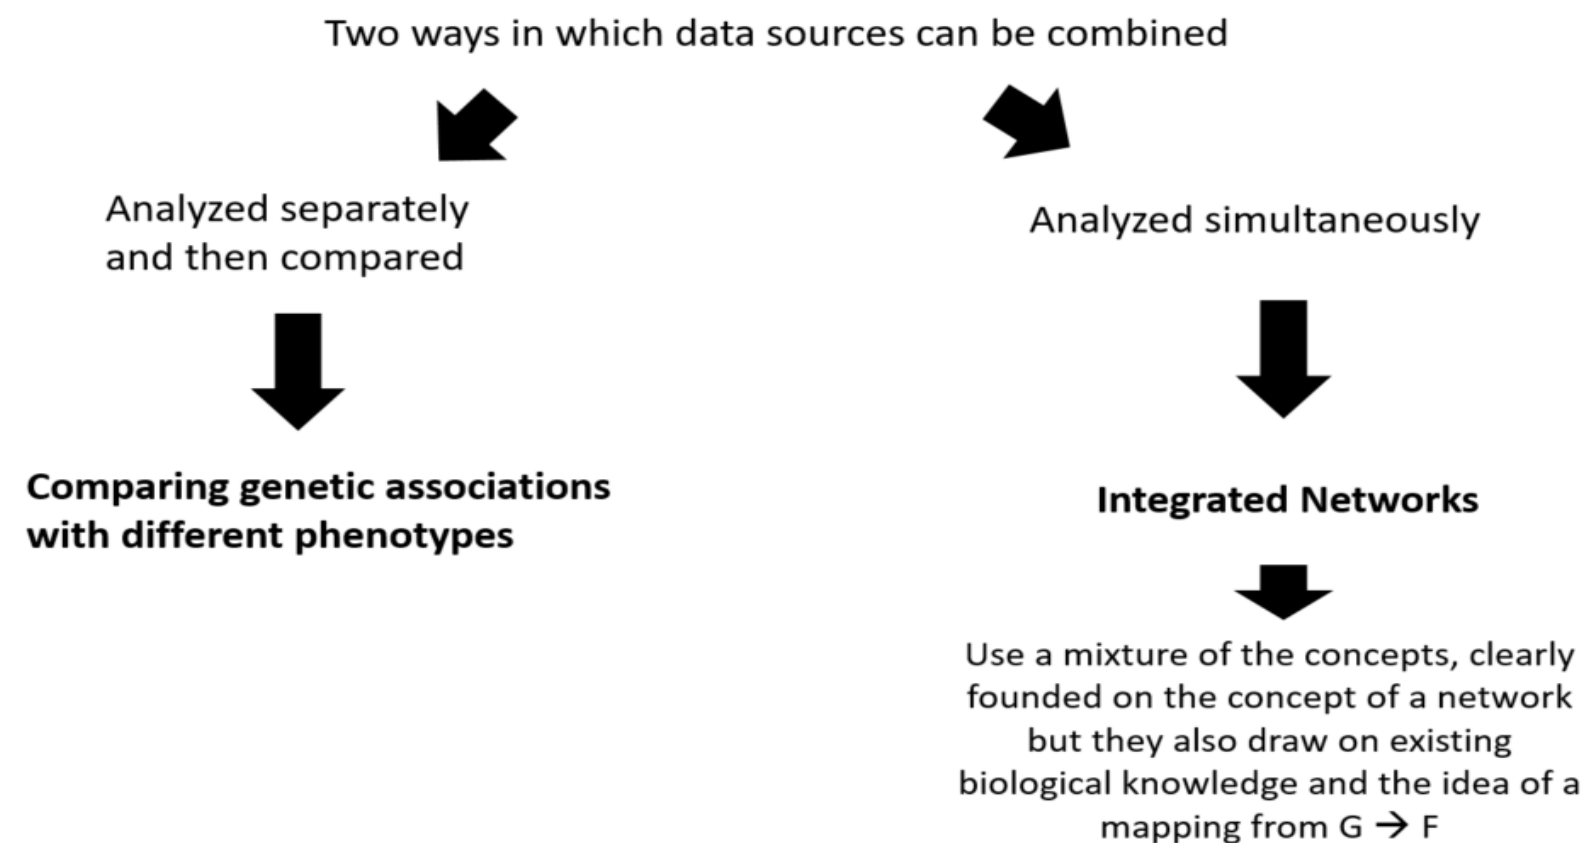 Two ways in which data sources can be combined
Analyzed separately
and then compared
Analyzed simultaneously
Comparing genetic associations
with different phenotypes
Integrated Networks
Use a mixture of the concepts, clearly
founded on the concept of a network
but they also draw on existing
biological knowledge and the idea of a
mapping from G → F